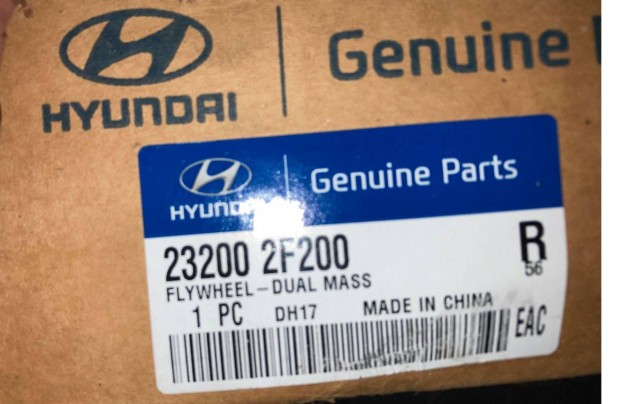 HYUNDAI
Genuine
HYUNDAI
Genuine Parts
23200 2F200
R
56
FLYWHEEL-DUAL MASS
1 PC DH17 MADE IN CHINA
EAC